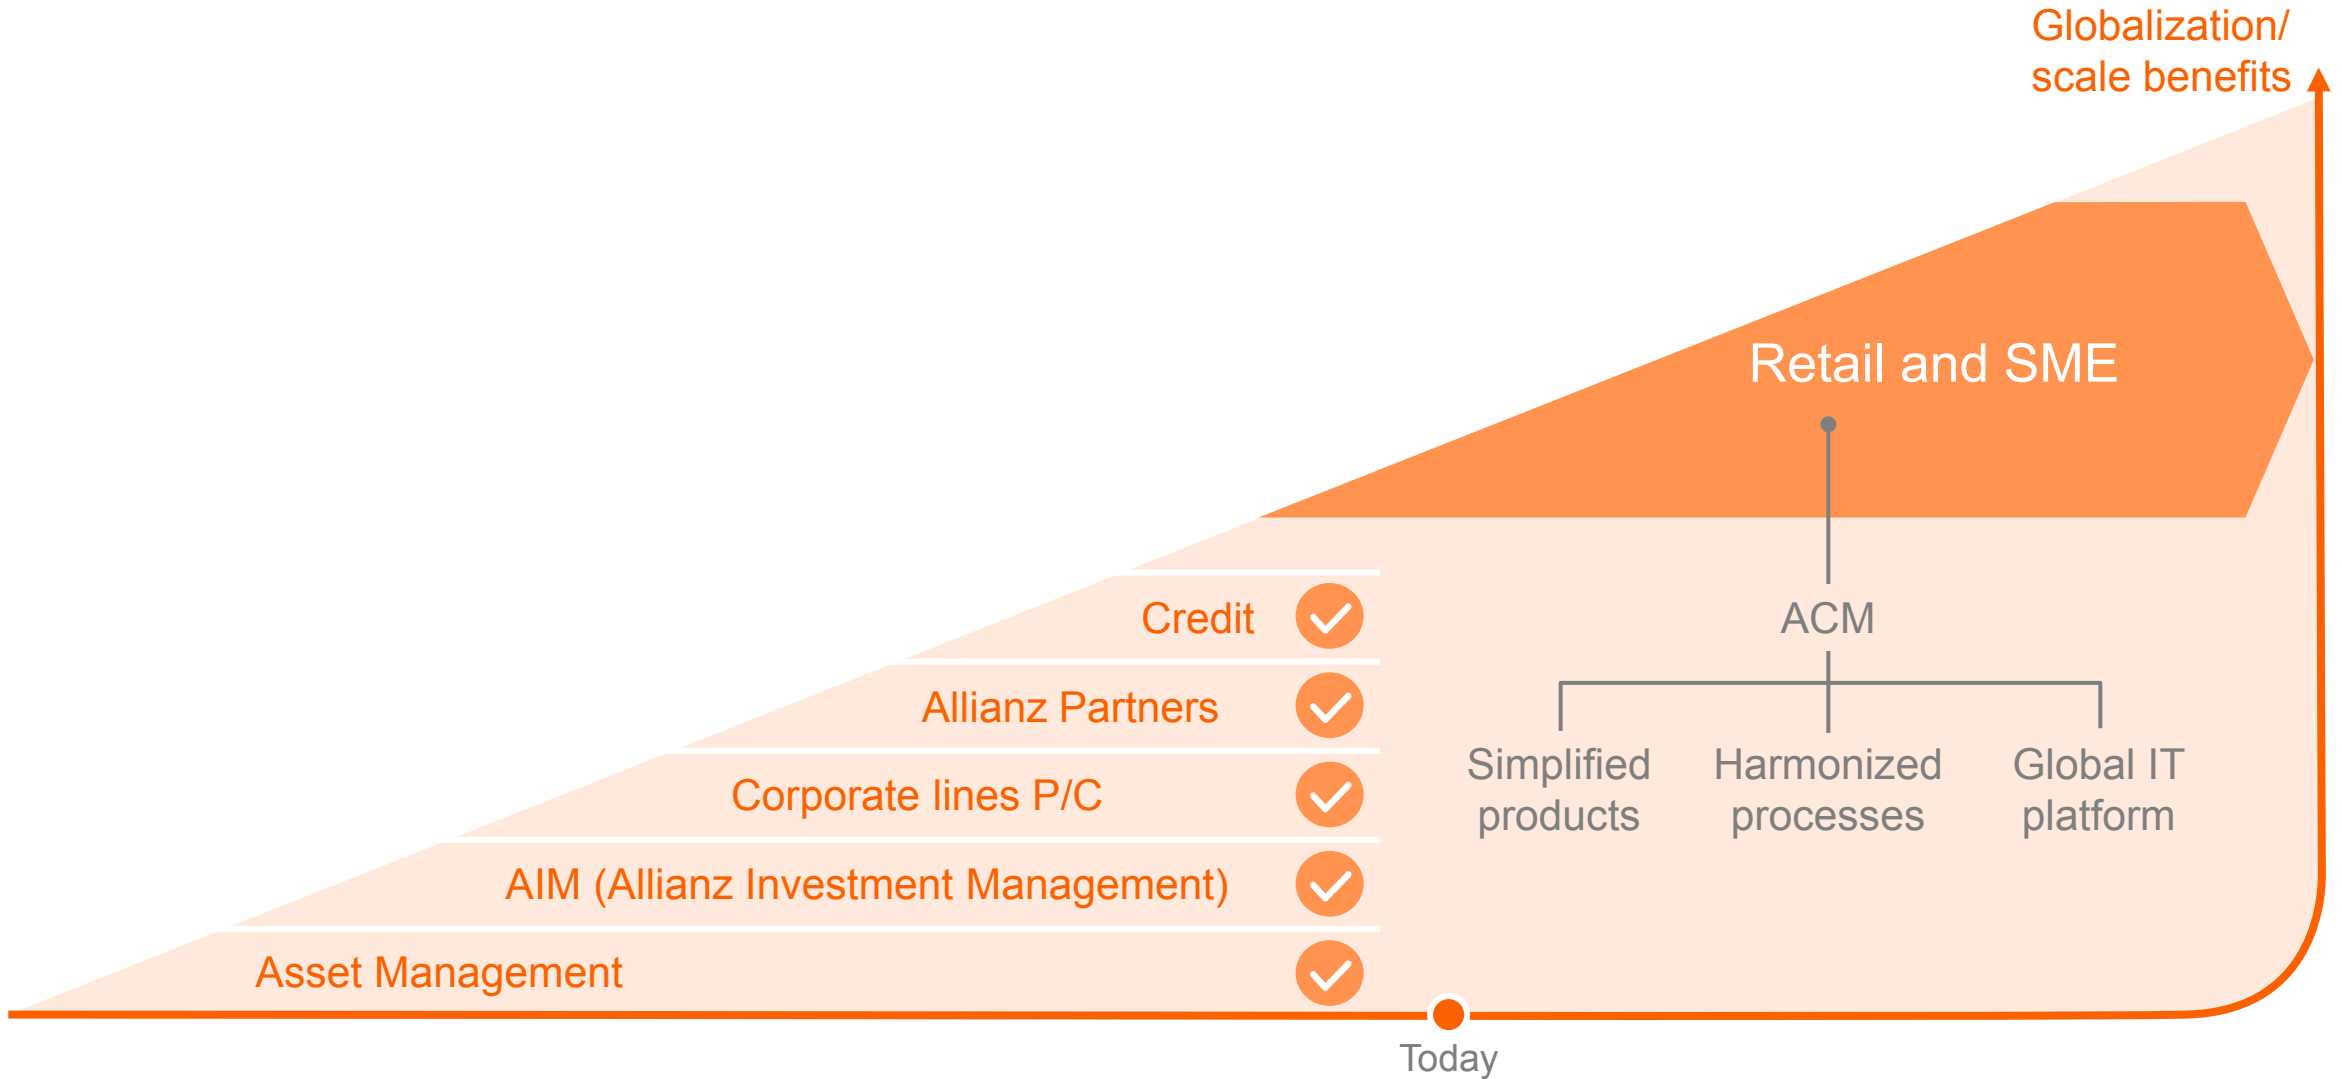 Globalization/
scale benefits
Retail and SME
Credit
Allianz Partners
Corporate lines P/C
AIM (Allianz Investment Management)
Asset Management
ACM
Simplified
products
Harmonized
processes
Global IT
platform
Today